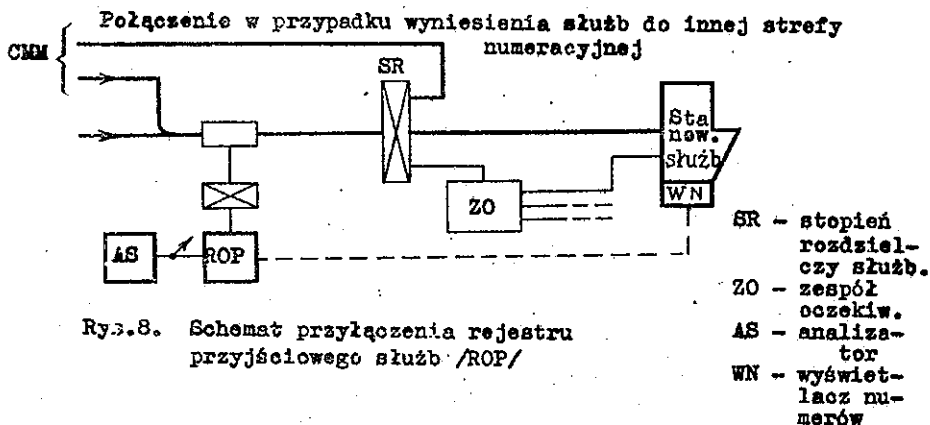 Połączenie w przypadku wyniesienia służb do innej strefy
numeracyjnej
CMM
SR
Sta
now.
służb
WN
ZO
AS
ROP
SR - stopień
rozdziel-
czy służb.
ZO - zespół
oczekiw.
AS - analiza-
tor
WN - wyświet-
lacz nu-
merów
Rys.8. Schemat przyłączenia rejestru
przyjściowego służb /ROP/